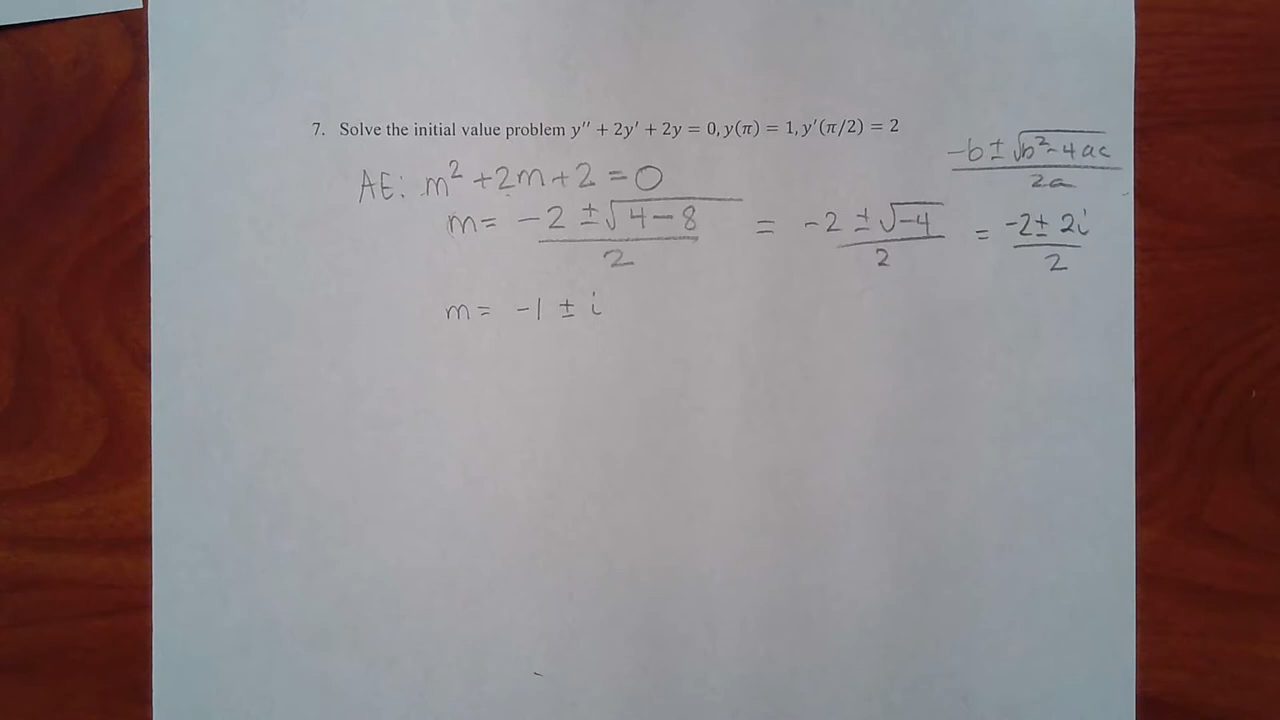 7. Solve the initial value problem y″ + 2y′ + 2y = 0, y(π) = 1, y′(π/2) = 2
-b ± √b² - 4ac / 2a
AE: m² + 2m + 2 = 0
m = -2 ± √4-8 / 2 = -2 ± √-4 / 2 = -2 ± 2i / 2
m = -1 ± i